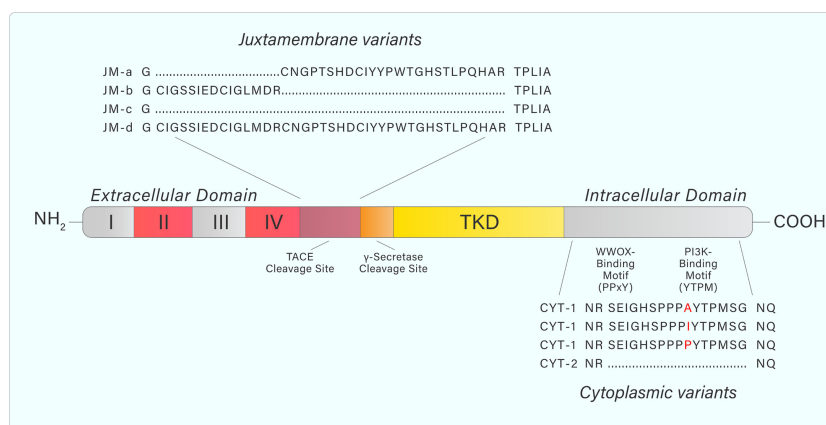 Juxtamembrane variants
JM-a G ...............................CNGPTSHDCIYYPWTGHSTLPQHAR TPLIA
JM-b G CIGSSIEDCIGLMDR........................................................ TPLIA
JM-c G ....................................................................................... TPLIA
JM-d G CIGSSIEDCIGLMDRCNGPTSHDCIYYPWTGHSTLPQHAR TPLIA
Extracellular Domain Intracellular Domain
NH2 I II III IV TKD COOH
TACE
Cleavage Site
γ-Secretase
Cleavage Site
WWOX-
Binding
Motif
(PPxY)
PI3K-
Binding
Motif
(YTPM)
CYT-1 NR SEIGHSPPPAYTPMSG NQ
CYT-1 NR SEIGHSPPPIYTPMSG NQ
CYT-1 NR SEIGHSPPPPYTPMSG NQ
CYT-2 NR ................................... NQ
Cytoplasmic variants